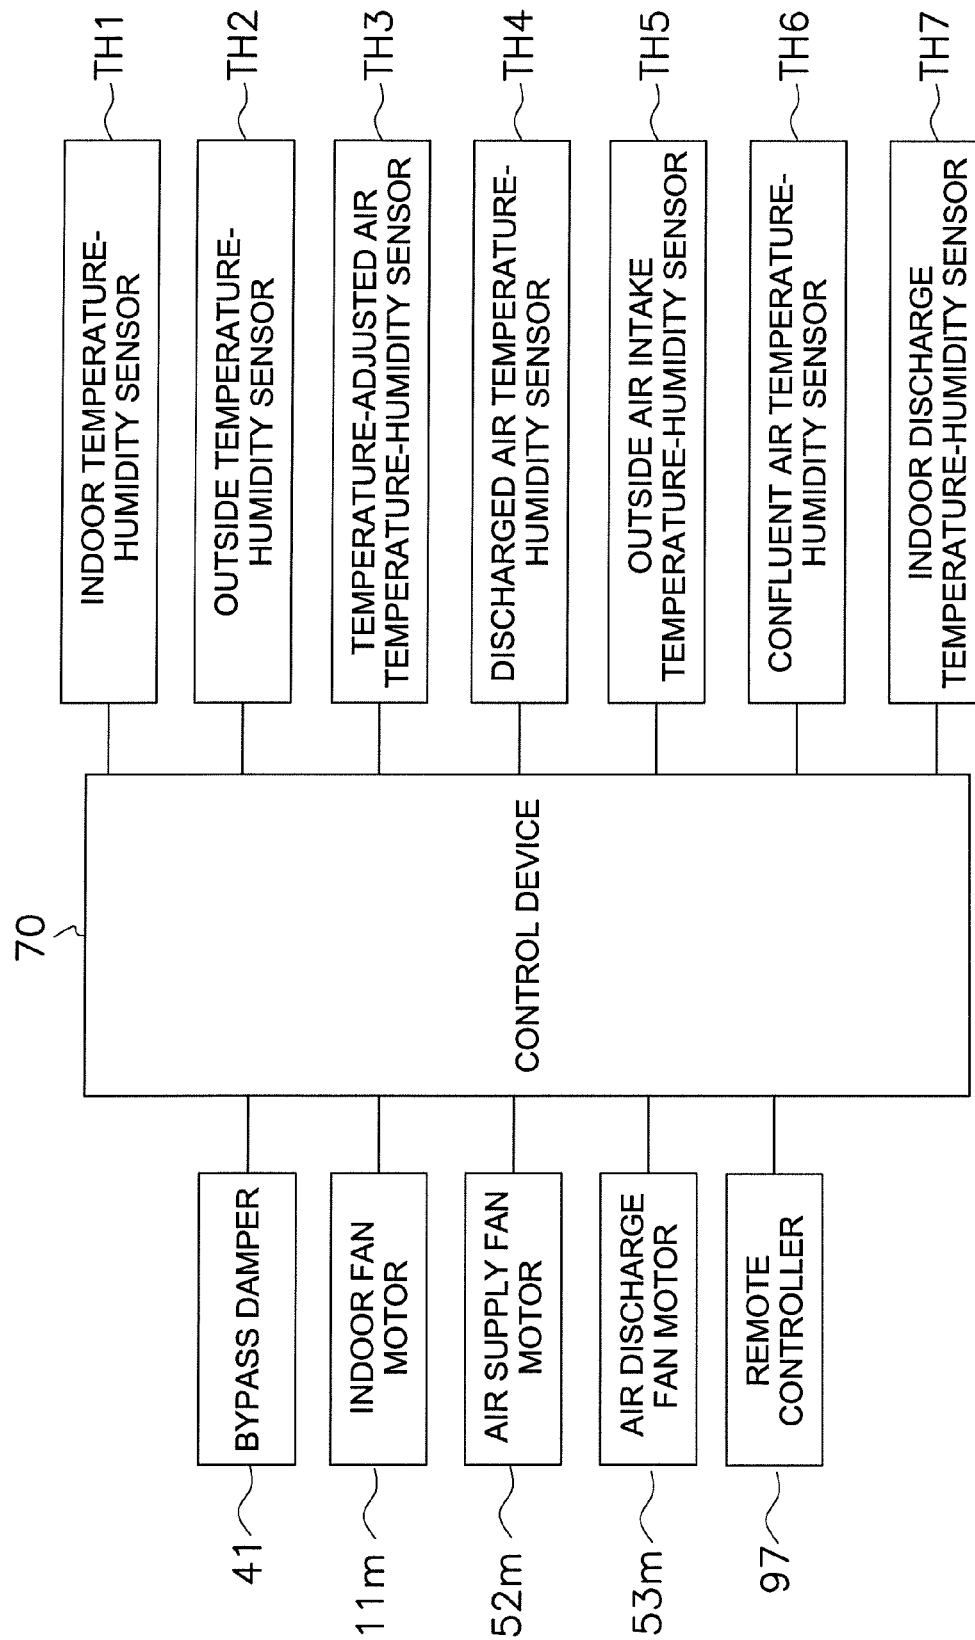 70
CONTROL DEVICE
41
BYPASS DAMPER
11m
INDOOR FAN
MOTOR
52m
AIR SUPPLY FAN
MOTOR
53m
AIR DISCHARGE
FAN MOTOR
97
REMOTE
CONTROLLER
INDOOR TEMPERATURE-
HUMIDITY SENSOR
TH1
OUTSIDE TEMPERATURE-
HUMIDITY SENSOR
TH2
TEMPERATURE-ADJUSTED AIR
TEMPERATURE-HUMIDITY SENSOR
TH3
DISCHARGED AIR TEMPERATURE-
HUMIDITY SENSOR
TH4
OUTSIDE AIR INTAKE
TEMPERATURE-HUMIDITY SENSOR
TH5
CONFLUENT AIR TEMPERATURE-
HUMIDITY SENSOR
TH6
INDOOR DISCHARGE
TEMPERATURE-HUMIDITY SENSOR
TH7